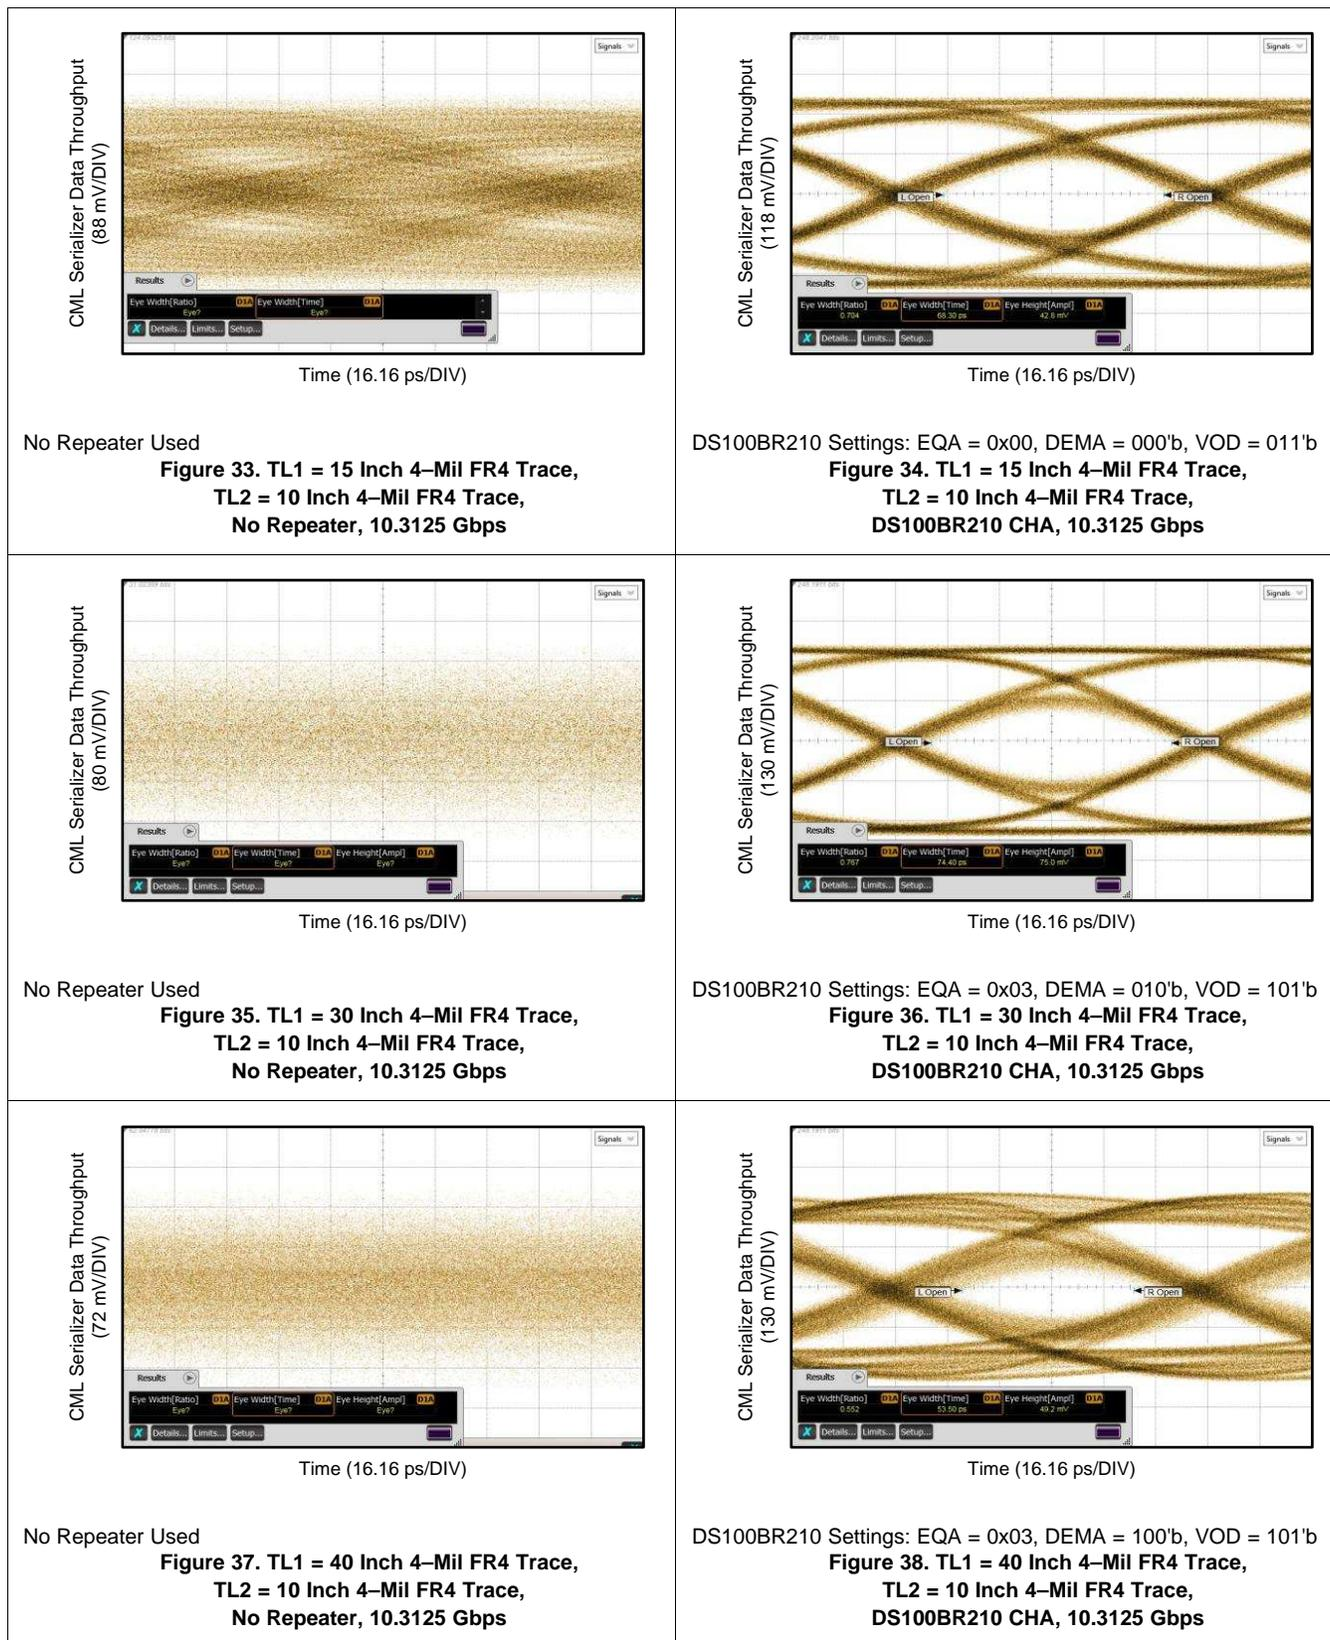 CML Serializer Data Throughput
(88 mV/DIV)
Signals
Results
Eye Width[Ratio] D1A Eye Width[Time] D1A
Eye? Eye?
X Details... Limits... Setup...
Time (16.16 ps/DIV)
No Repeater Used
Figure 33. TL1 = 15 Inch 4–Mil FR4 Trace,
TL2 = 10 Inch 4–Mil FR4 Trace,
No Repeater, 10.3125 Gbps
CML Serializer Data Throughput
(118 mV/DIV)
Signals
L Open R Open
Results
Eye Width[Ratio] D1A Eye Width[Time] D1A Eye Height[Ampl] D1A
0.704 68.30 ps 42.8 mV
X Details... Limits... Setup...
Time (16.16 ps/DIV)
DS100BR210 Settings: EQA = 0x00, DEMA = 000'b, VOD = 011'b
Figure 34. TL1 = 15 Inch 4–Mil FR4 Trace,
TL2 = 10 Inch 4–Mil FR4 Trace,
DS100BR210 CHA, 10.3125 Gbps
CML Serializer Data Throughput
(80 mV/DIV)
Signals
Results
Eye Width[Ratio] D1A Eye Width[Time] D1A Eye Height[Ampl] D1A
Eye? Eye? Eye?
X Details... Limits... Setup...
Time (16.16 ps/DIV)
No Repeater Used
Figure 35. TL1 = 30 Inch 4–Mil FR4 Trace,
TL2 = 10 Inch 4–Mil FR4 Trace,
No Repeater, 10.3125 Gbps
CML Serializer Data Throughput
(130 mV/DIV)
Signals
L Open R Open
Results
Eye Width[Ratio] D1A Eye Width[Time] D1A Eye Height[Ampl] D1A
0.767 74.40 ps 75.0 mV
X Details... Limits... Setup...
Time (16.16 ps/DIV)
DS100BR210 Settings: EQA = 0x03, DEMA = 010'b, VOD = 101'b
Figure 36. TL1 = 30 Inch 4–Mil FR4 Trace,
TL2 = 10 Inch 4–Mil FR4 Trace,
DS100BR210 CHA, 10.3125 Gbps
CML Serializer Data Throughput
(72 mV/DIV)
Signals
Results
Eye Width[Ratio] D1A Eye Width[Time] D1A Eye Height[Ampl] D1A
Eye? Eye? Eye?
X Details... Limits... Setup...
Time (16.16 ps/DIV)
No Repeater Used
Figure 37. TL1 = 40 Inch 4–Mil FR4 Trace,
TL2 = 10 Inch 4–Mil FR4 Trace,
No Repeater, 10.3125 Gbps
CML Serializer Data Throughput
(130 mV/DIV)
Signals
L Open R Open
Results
Eye Width[Ratio] D1A Eye Width[Time] D1A Eye Height[Ampl] D1A
0.552 53.50 ps 49.2 mV
X Details... Limits... Setup...
Time (16.16 ps/DIV)
DS100BR210 Settings: EQA = 0x03, DEMA = 100'b, VOD = 101'b
Figure 38. TL1 = 40 Inch 4–Mil FR4 Trace,
TL2 = 10 Inch 4–Mil FR4 Trace,
DS100BR210 CHA, 10.3125 Gbps